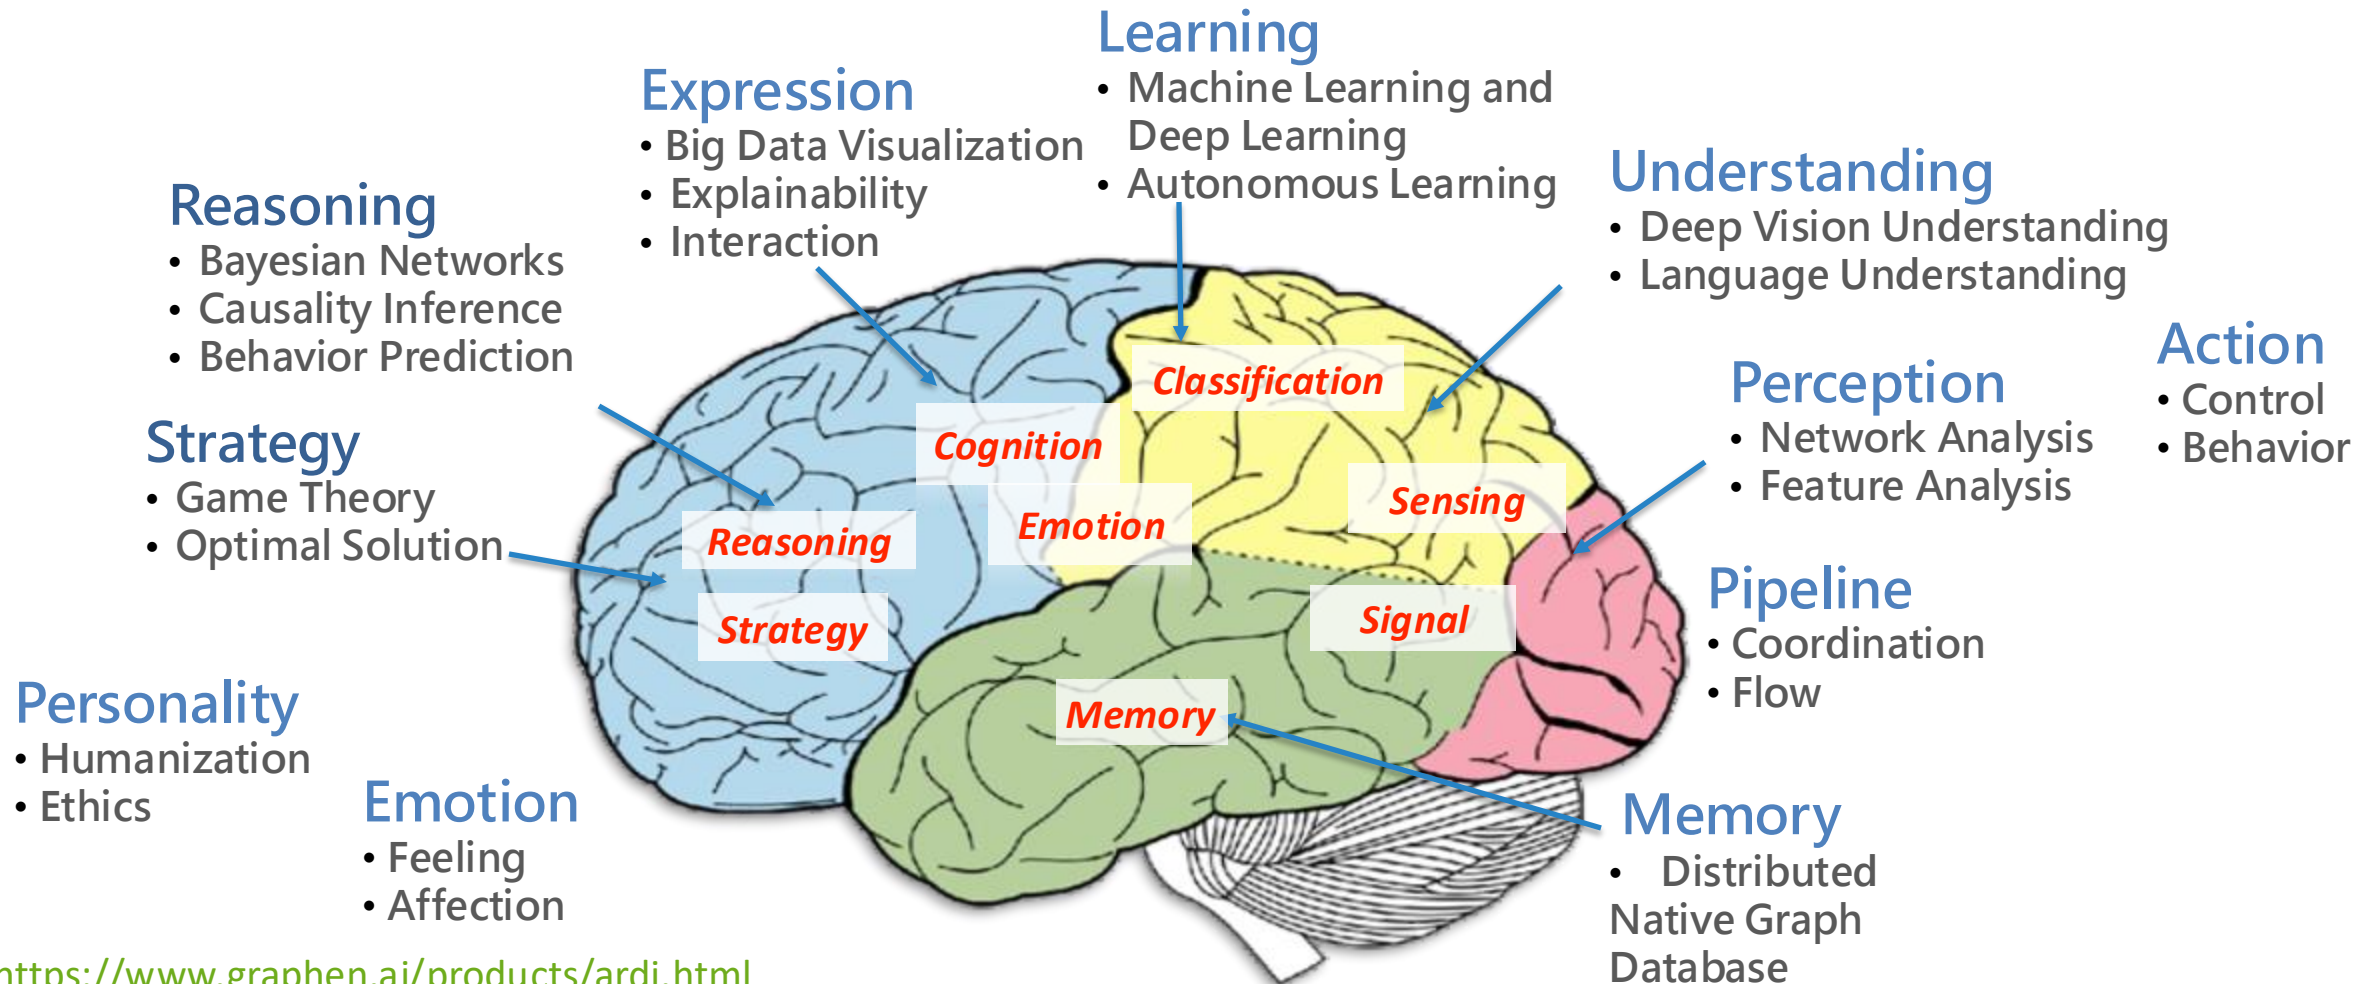 Learning
• Machine Learning and
Deep Learning
• Autonomous Learning
Expression
• Big Data Visualization
• Explainability
• Interaction
Understanding
• Deep Vision Understanding
• Language Understanding
Reasoning
• Bayesian Networks
• Causality Inference
• Behavior Prediction
Action
• Control
• Behavior
Perception
• Network Analysis
• Feature Analysis
Strategy
• Game Theory
• Optimal Solution
Classification
Cognition
Sensing
Emotion
Reasoning
Signal
Strategy
Memory
Pipeline
• Coordination
• Flow
Personality
• Humanization
• Ethics
Emotion
• Feeling
• Affection
Memory
• Distributed
Native Graph
Database
https://www.graphen.ai/products/ardi.html